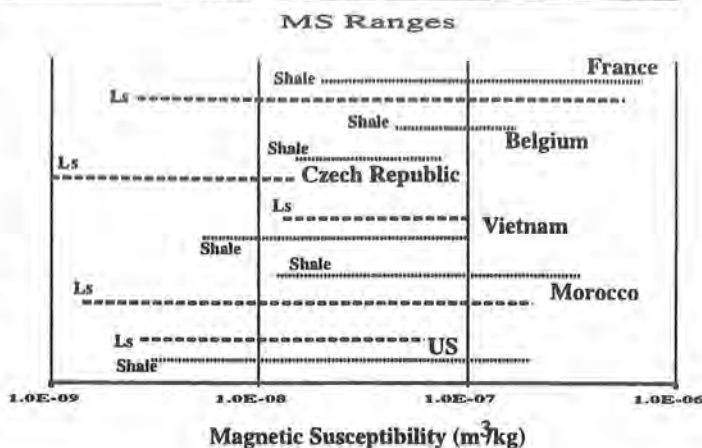 MS Ranges
France
Shale
Ls
Shale
Belgium
Shale
Ls
Czech Republic
Ls
Vietnam
Shale
Shale
Ls
Morocco
Ls
US
Shale
1.0E-09 1.0E-08 1.0E-07 1.0E-06
Magnetic Susceptibility (m³/kg)